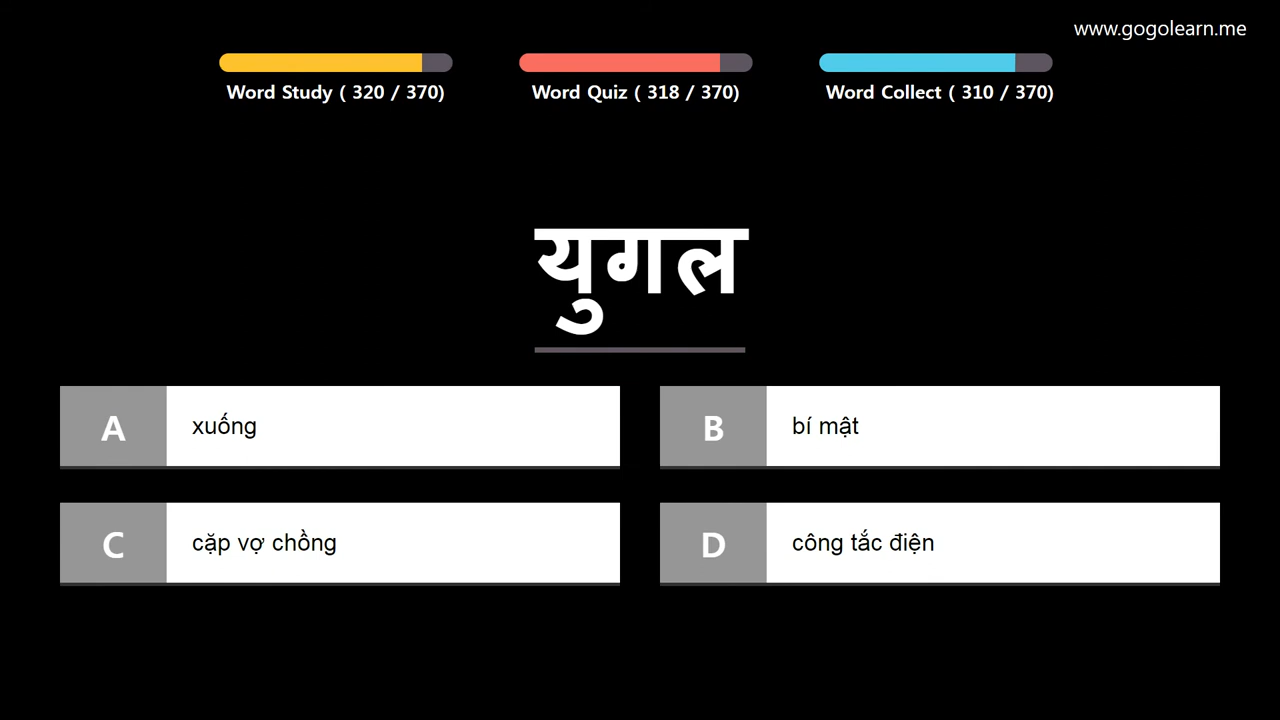 www.gogolearn.me
Word Study ( 320 / 370)
Word Quiz ( 318 / 370)
Word Collect ( 310 / 370)
युगल
A
xuống
B
bí mật
C
cặp vợ chồng
D
công tắc điện